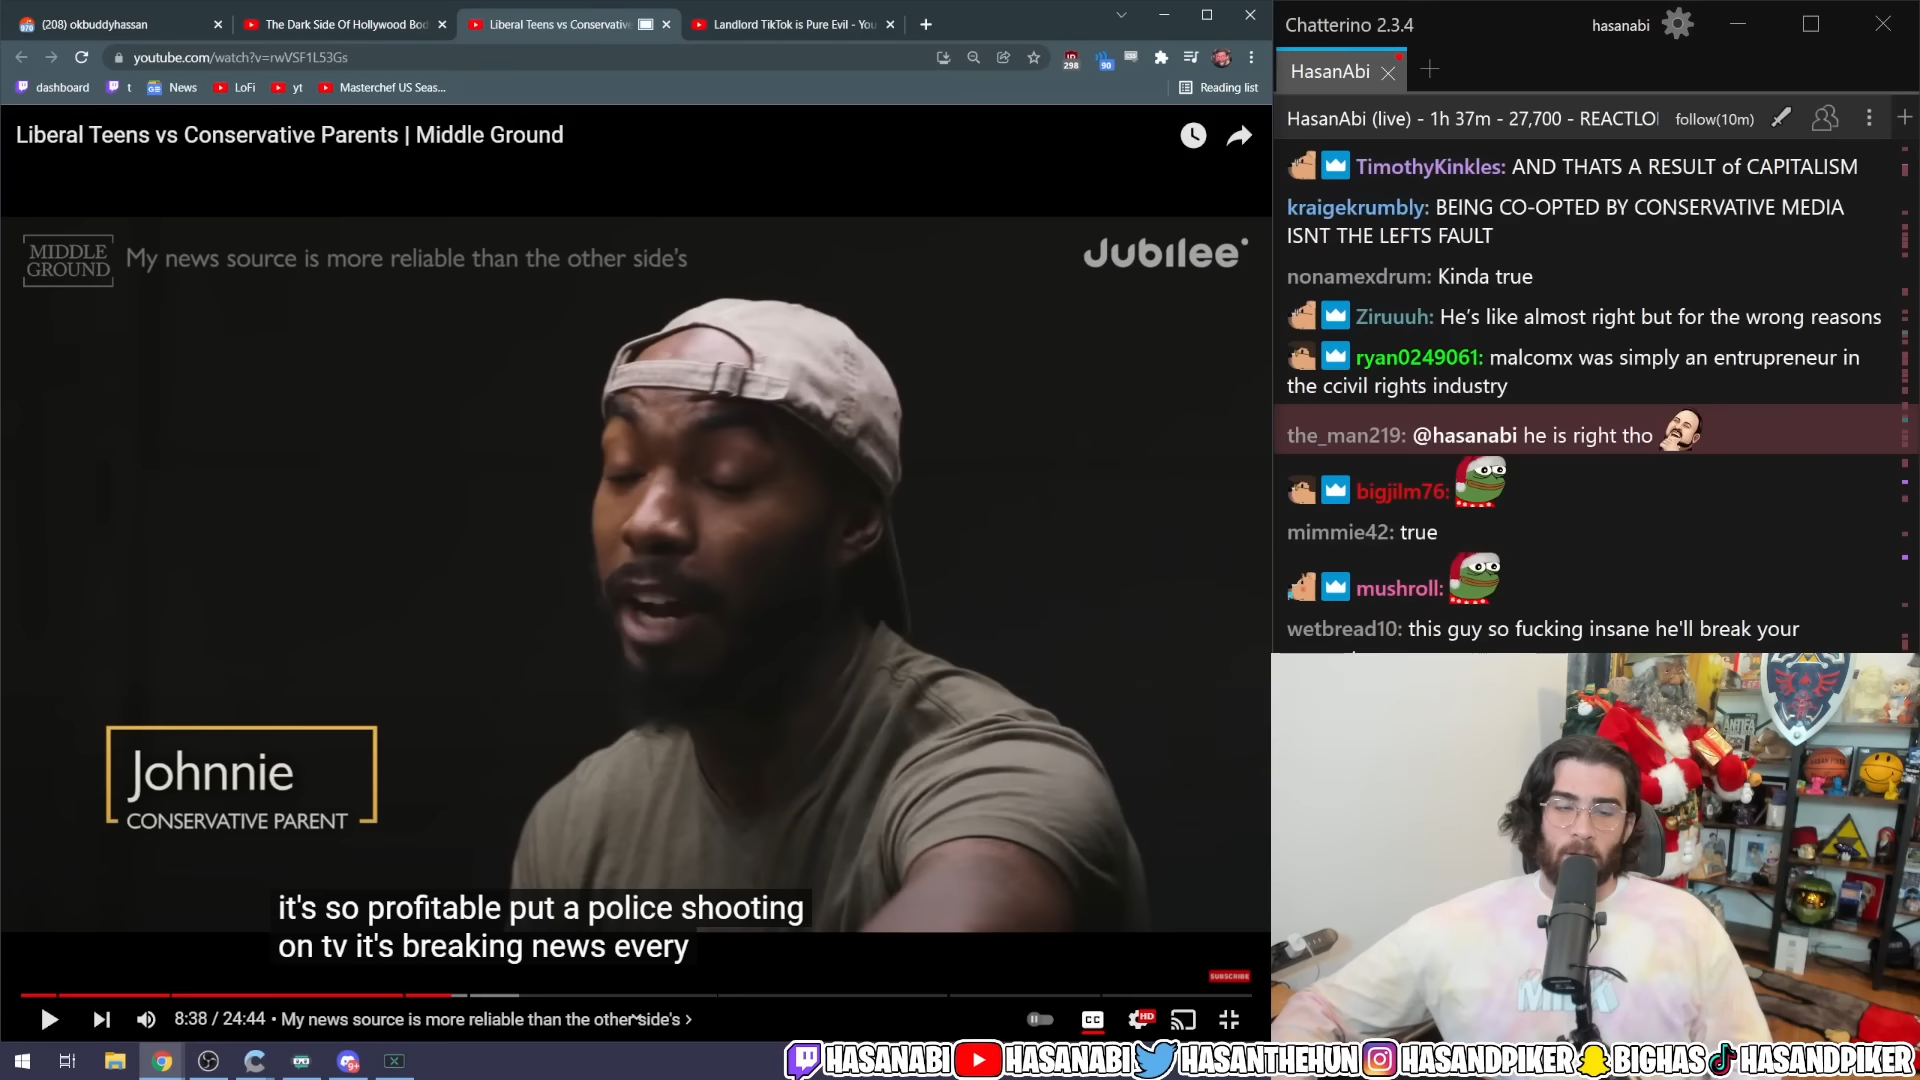 (208) okbuddyhassan
The Dark Side Of Hollywood Bo
Liberal Teens vs Conservative
Landlord TikTok is Pure Evil - You
youtube.com/watch?v=rwVSF1L53Gs
298
90
dashboard
t
News
LoFi
yt
Masterchef US Seas...
Reading list
Liberal Teens vs Conservative Parents | Middle Ground
MIDDLE
GROUND
My news source is more reliable than the other side's
Jubilee
Johnnie
CONSERVATIVE PARENT
it's so profitable put a police shooting
on tv it's breaking news every
SUBSCRIBE
8:38 / 24:44 • My news source is more reliable than the other side's >
CC
HD
Chatterino 2.3.4
hasanabi
HasanAbi
HasanAbi (live) - 1h 37m - 27,700 - REACTLO
follow(10m)
TimothyKinkles: AND THATS A RESULT of CAPITALISM
kraigekrumbly: BEING CO-OPTED BY CONSERVATIVE MEDIA
ISNT THE LEFTS FAULT
nonamexdrum: Kinda true
Ziruuuh: He's like almost right but for the wrong reasons
ryan0249061: malcomx was simply an entrupreneur in
the ccivil rights industry
the_man219: @hasanabi he is right tho
bigjilm76:
mimmie42: true
mushroll:
wetbread10: this guy so fucking insane he'll break your
HASANABI
HASANABI
HASANTHEHUN
HASANDPIKER
BIGHAS
HASANDPIKER